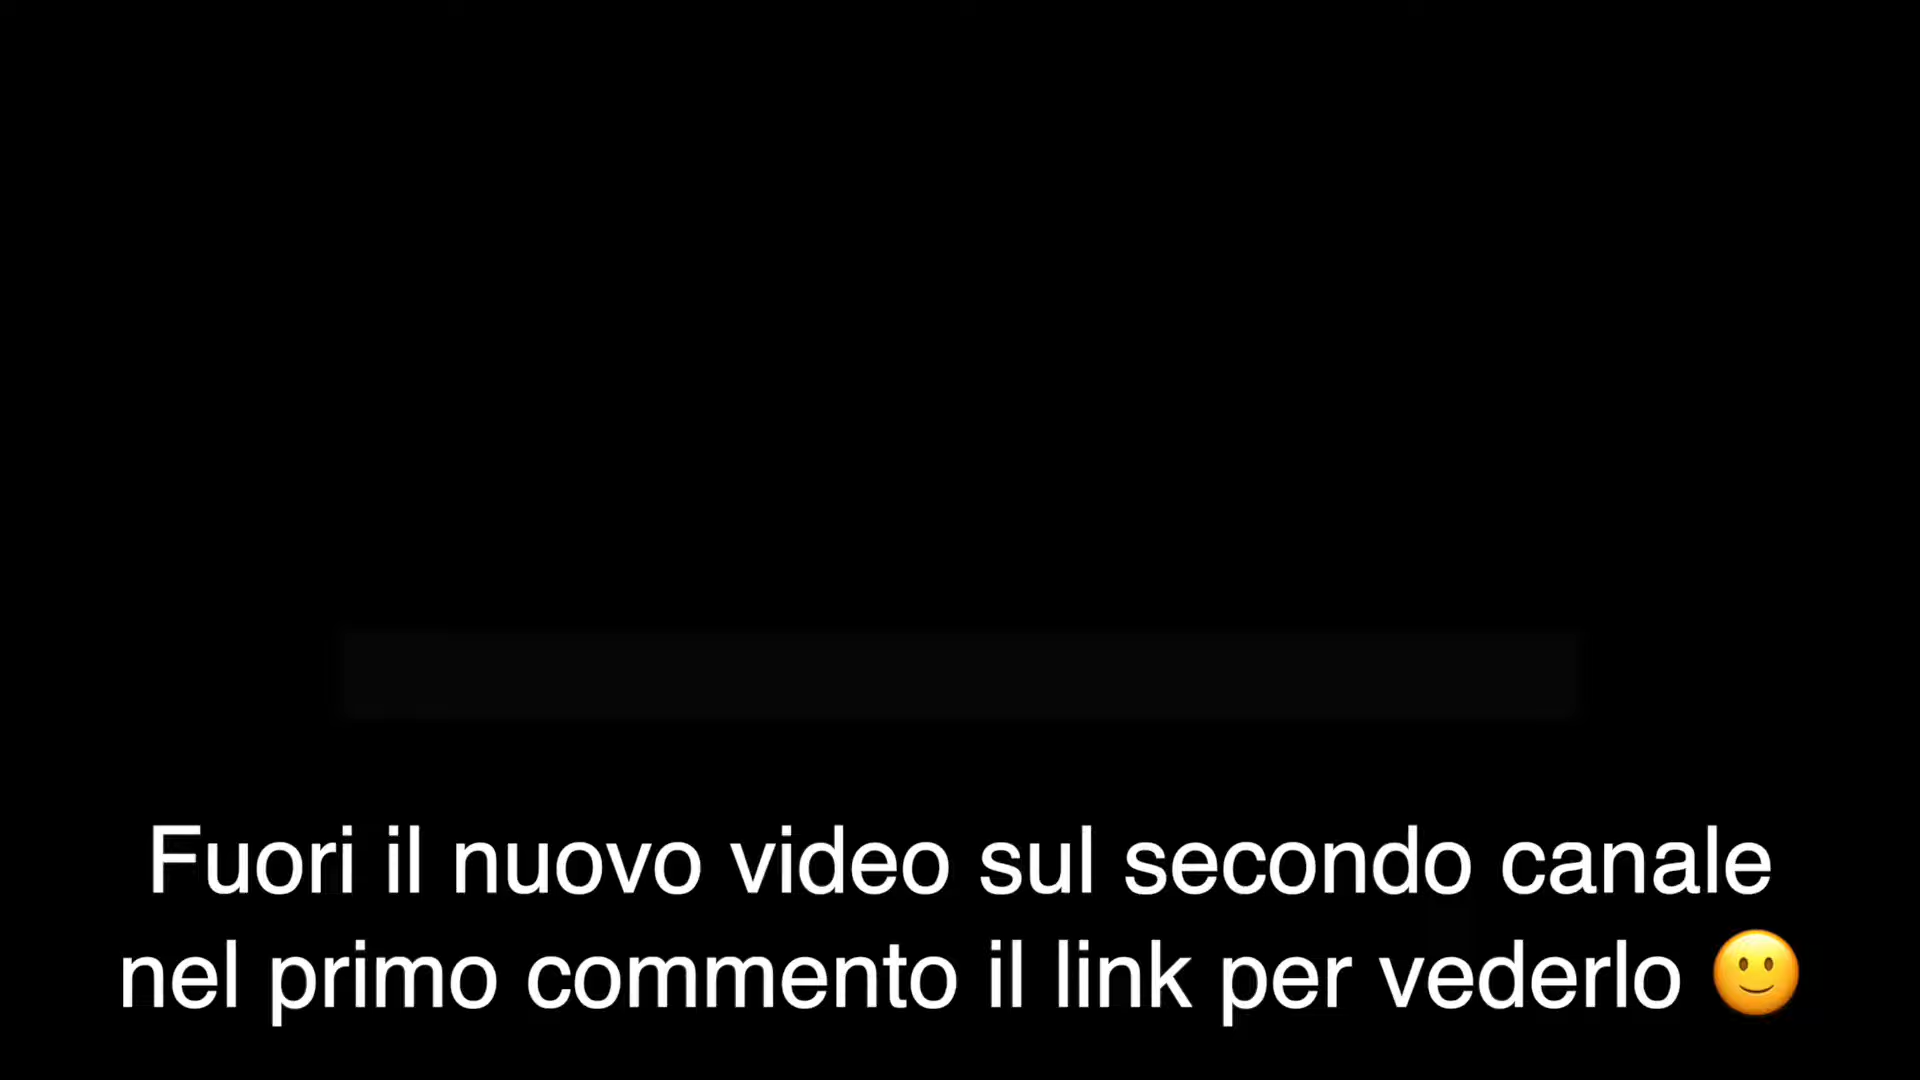 Fuori il nuovo video sul secondo canale
nel primo commento il link per vederlo 🙂